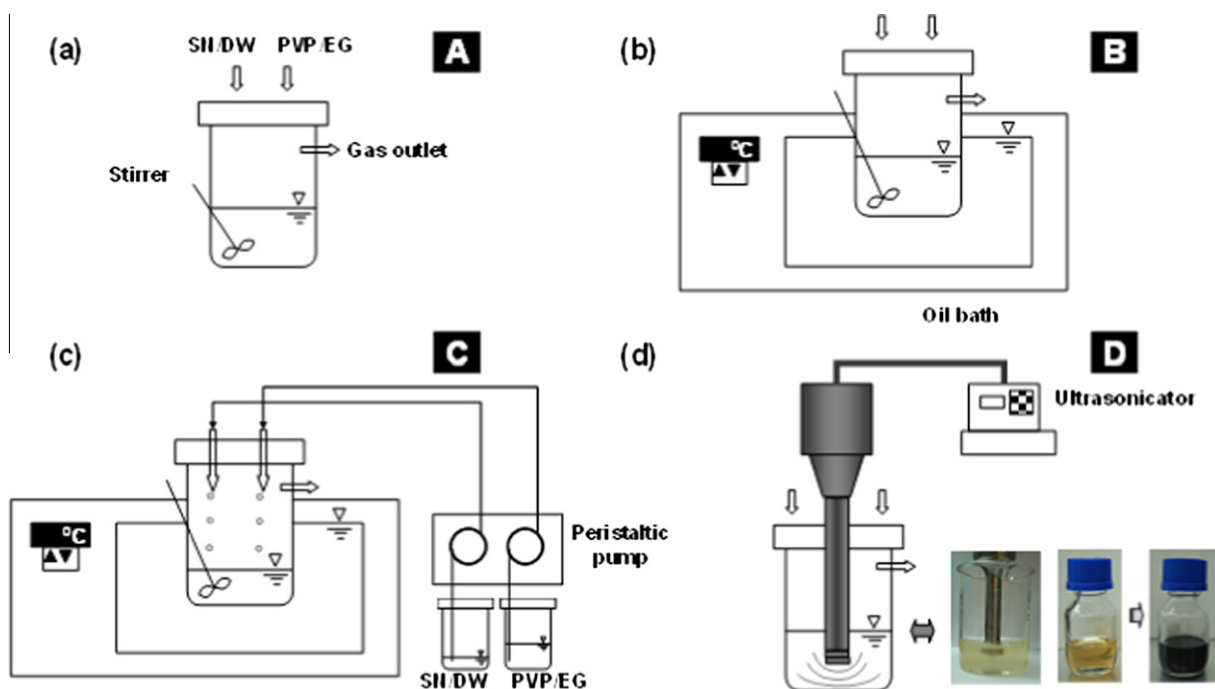 (a)
SN/DW PVP/EG
A
Gas outlet
Stirrer
(b)
B
°C
Oil bath
(c)
C
°C
Peristaltic
pump
SN/DW PVP/EG
(d)
D
Ultrasonicator